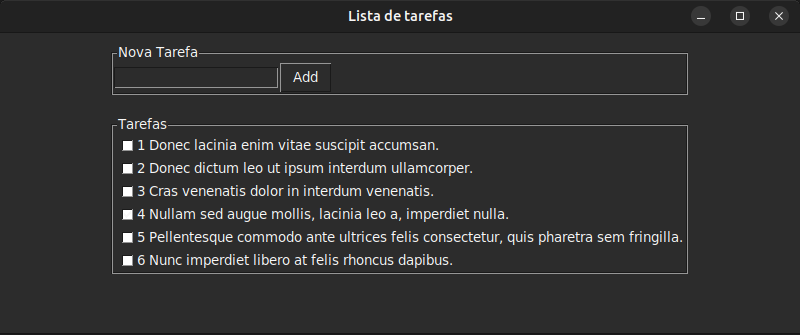 Lista de tarefas
Nova Tarefa
Add
Tarefas
1 Donec lacinia enim vitae suscipit accumsan.
2 Donec dictum leo ut ipsum interdum ullamcorper.
3 Cras venenatis dolor in interdum venenatis.
4 Nullam sed augue mollis, lacinia leo a, imperdiet nulla.
5 Pellentesque commodo ante ultrices felis consectetur, quis pharetra sem fringilla.
6 Nunc imperdiet libero at felis rhoncus dapibus.